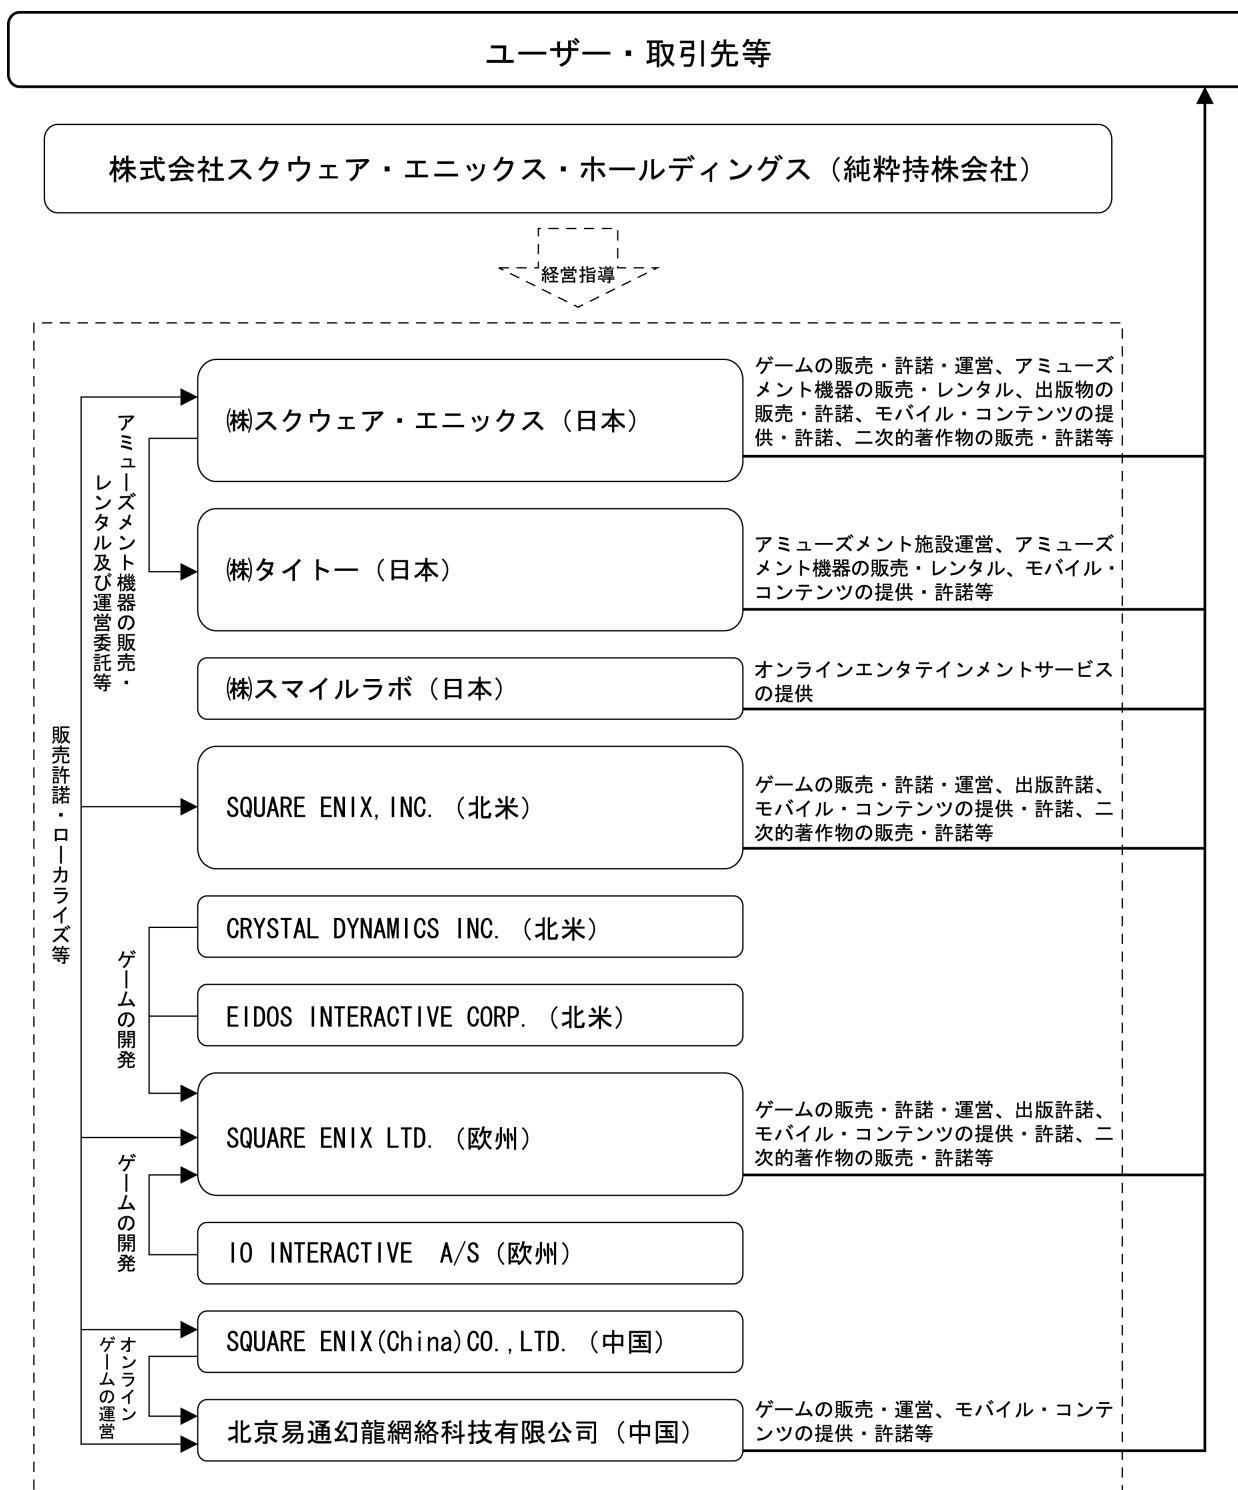 ユーザー・取引先等
株式会社スクウェア・エニックス・ホールディングス（純粋持株会社）
経営指導
販売許諾・ローカライズ等
アミューズメント機器の販売・
レンタル及び運営委託等
㈱スクウェア・エニックス（日本）
ゲームの販売・許諾・運営、アミューズ
メント機器の販売・レンタル、出版物の
販売・許諾、モバイル・コンテンツの提
供・許諾、二次的著作物の販売・許諾等
㈱タイトー（日本）
アミューズメント施設運営、アミューズ
メント機器の販売・レンタル、モバイル・
コンテンツの提供・許諾等
㈱スマイルラボ（日本）
オンラインエンタテインメントサービス
の提供
SQUARE ENIX, INC.（北米）
ゲームの販売・許諾・運営、出版許諾、
モバイル・コンテンツの提供・許諾、二
次的著作物の販売・許諾等
ゲームの開発
CRYSTAL DYNAMICS INC.（北米）
EIDOS INTERACTIVE CORP.（北米）
SQUARE ENIX LTD.（欧州）
ゲームの販売・許諾・運営、出版許諾、
モバイル・コンテンツの提供・許諾、二
次的著作物の販売・許諾等
ゲームの開発
IO INTERACTIVE A/S（欧州）
オンライン
ゲームの運営
SQUARE ENIX(China)CO.,LTD.（中国）
北京易通幻龍網絡科技有限公司（中国）
ゲームの販売・運営、モバイル・コンテ
ンツの提供・許諾等